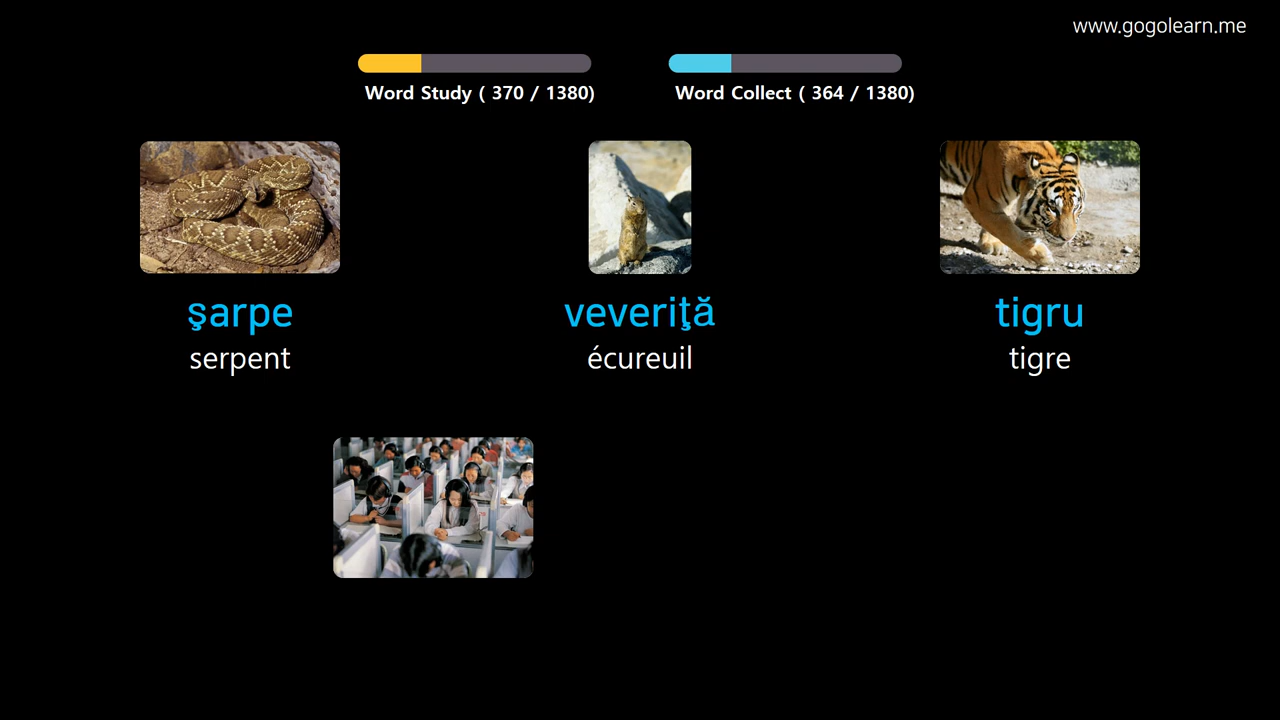 www.gogolearn.me
Word Study ( 370 / 1380)
Word Collect ( 364 / 1380)
şarpe
veveriţă
tigru
serpent
écureuil
tigre